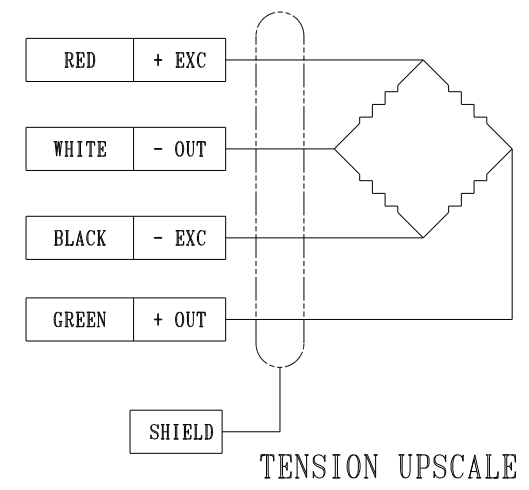 RED + EXC
WHITE - OUT
BLACK - EXC
GREEN + OUT
SHIELD
TENSION UPSCALE